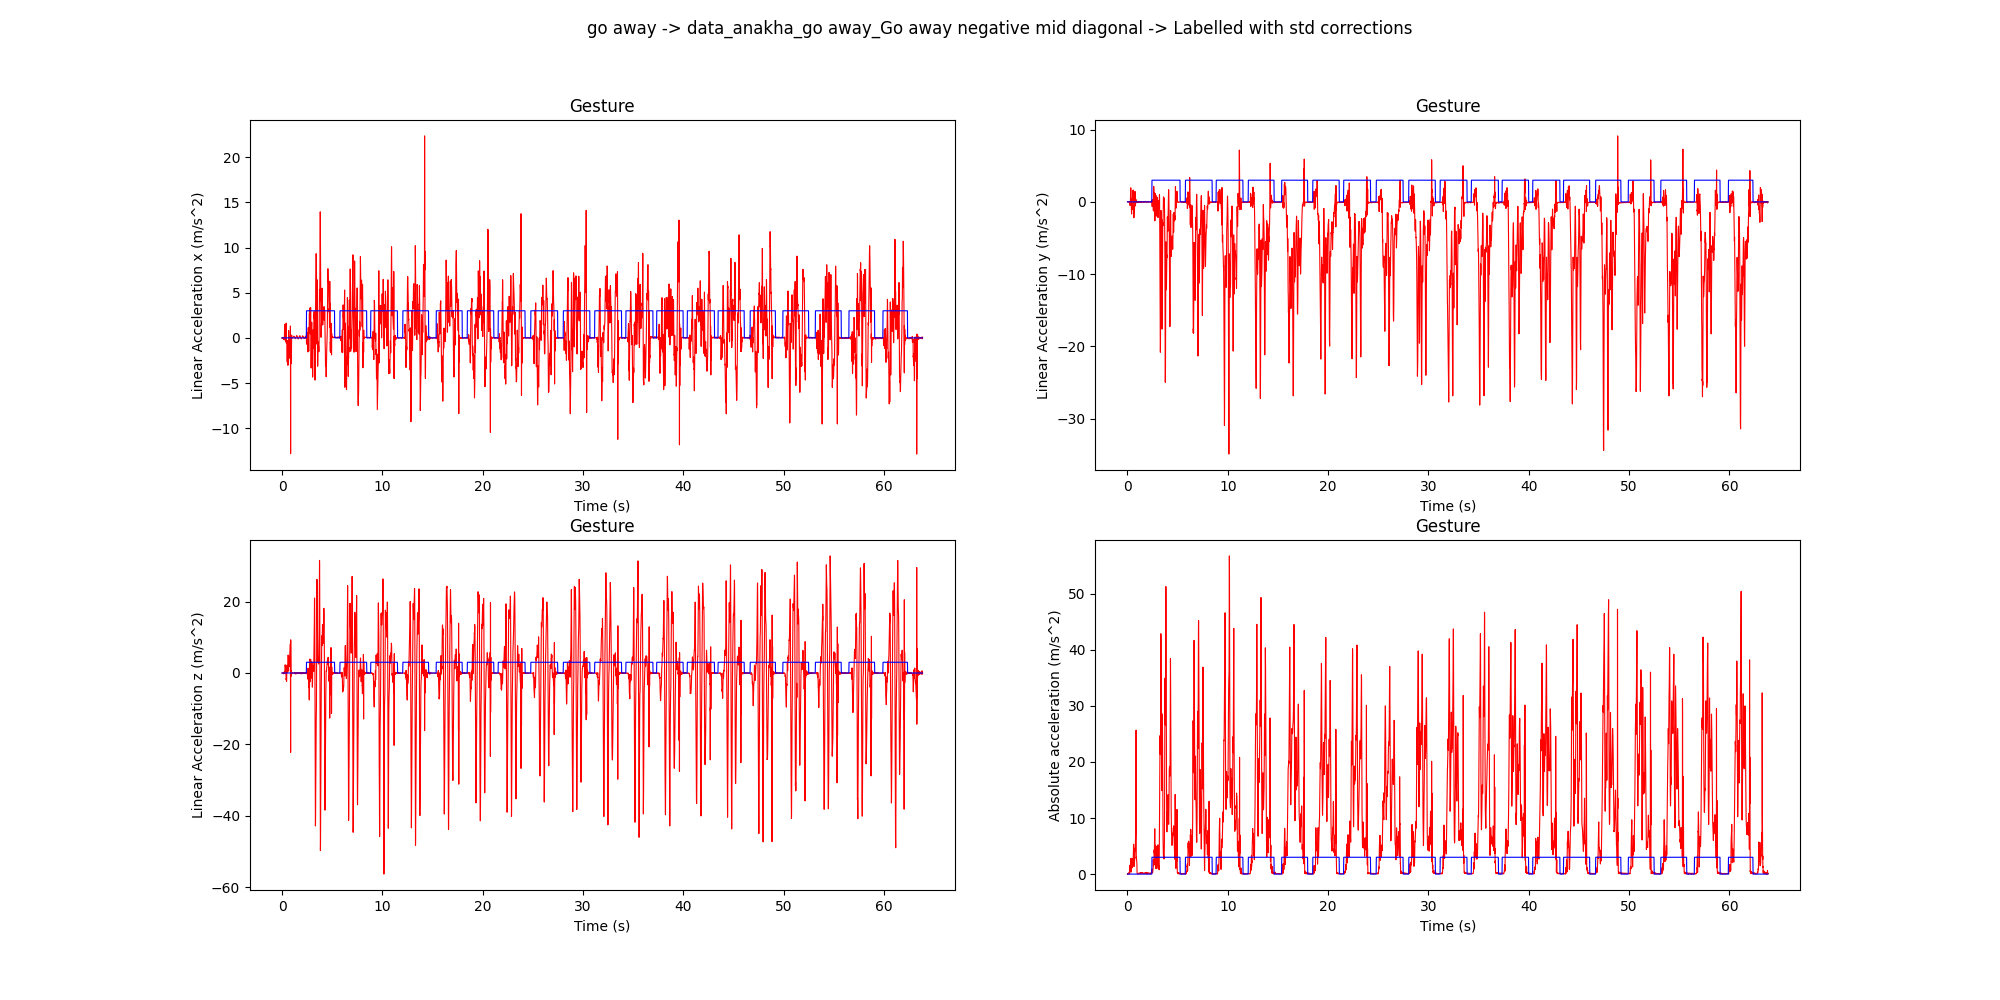 go away -> data_anakha_go away_Go away negative mid diagonal -> Labelled with std corrections
Gesture
Linear Acceleration x (m/s^2)
20
15
10
5
0
−5
−10
0 10 20 30 40 50 60
Time (s)
Gesture
Linear Acceleration y (m/s^2)
10
0
−10
−20
−30
0 10 20 30 40 50 60
Time (s)
Gesture
Linear Acceleration z (m/s^2)
20
0
−20
−40
−60
0 10 20 30 40 50 60
Time (s)
Gesture
Absolute acceleration (m/s^2)
50
40
30
20
10
0
0 10 20 30 40 50 60
Time (s)